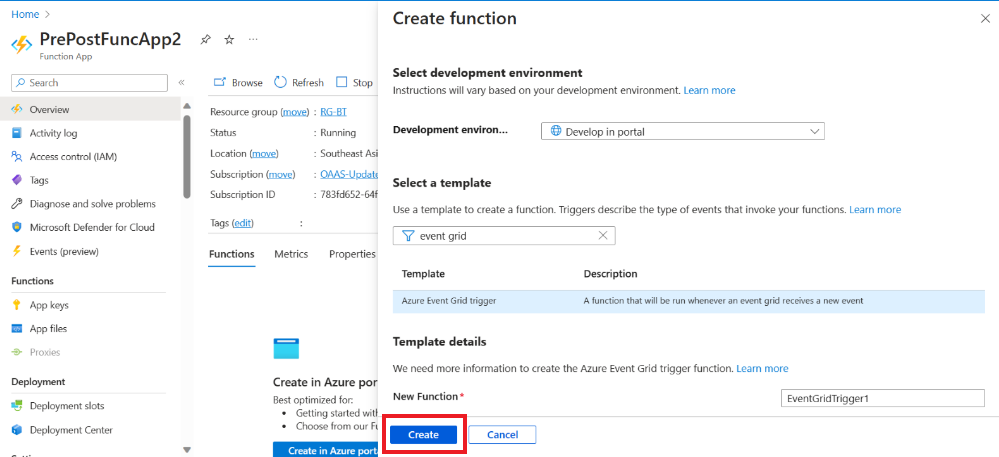 Home
PrePostFuncApp2
Function App
Search
Overview
Activity log
Access control (IAM)
Tags
Diagnose and solve problems
Microsoft Defender for Cloud
Events (preview)
Functions
App keys
App files
Proxies
Deployment
Deployment slots
Deployment Center
Browse Refresh Stop
Resource group (move) : RG-BT
Status : Running
Location (move) : Southeast Asi
Subscription (move) : OAAS-Update
Subscription ID : 783fd652-64f
Tags (edit) :
Functions Metrics Properties
Create in Azure por
Best optimized for:
Getting started with
Choose from our Fu
Create in Azure porta
Create function
Select development environment
Instructions will vary based on your development environment. Learn more
Development environ... Develop in portal
Select a template
Use a template to create a function. Triggers describe the type of events that invoke your functions. Learn more
event grid
Template Description
Azure Event Grid trigger A function that will be run whenever an event grid receives a new event
Template details
We need more information to create the Azure Event Grid trigger function. Learn more
New Function* EventGridTrigger1
Create Cancel